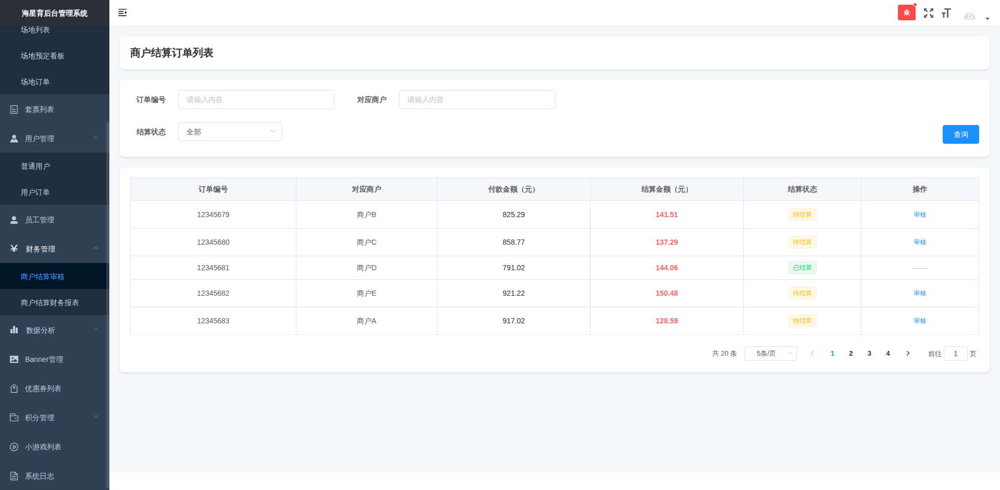 海星育后台管理系统
场地列表
场地预定看板
场地订单
套票列表
用户管理
普通用户
用户订单
员工管理
财务管理
商户结算审核
商户结算财务报表
数据分析
Banner管理
优惠券列表
积分管理
小游戏列表
系统日志
商户结算订单列表
订单编号 请输入内容 对应商户 请输入内容
结算状态 全部
查询
订单编号 对应商户 付款金额（元） 结算金额（元） 结算状态 操作
12345679 商户B 825.29 141.51 待结算 审核
12345680 商户C 858.77 137.29 待结算 审核
12345681 商户D 791.02 144.06 已结算 ——
12345682 商户E 921.22 150.48 待结算 审核
12345683 商户A 917.02 128.59 待结算 审核
共 20 条 5条/页 1 2 3 4 前往 1 页